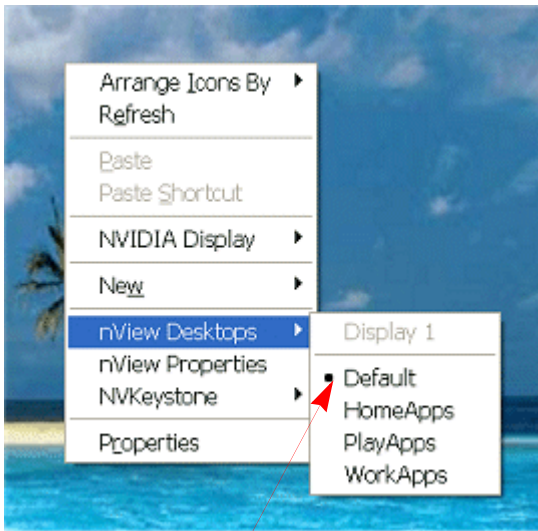 Arrange Icons By
Refresh
Paste
Paste Shortcut
NVIDIA Display
New
nView Desktops
nView Properties
NVKeystone
Properties
Display 1
Default
HomeApps
PlayApps
WorkApps